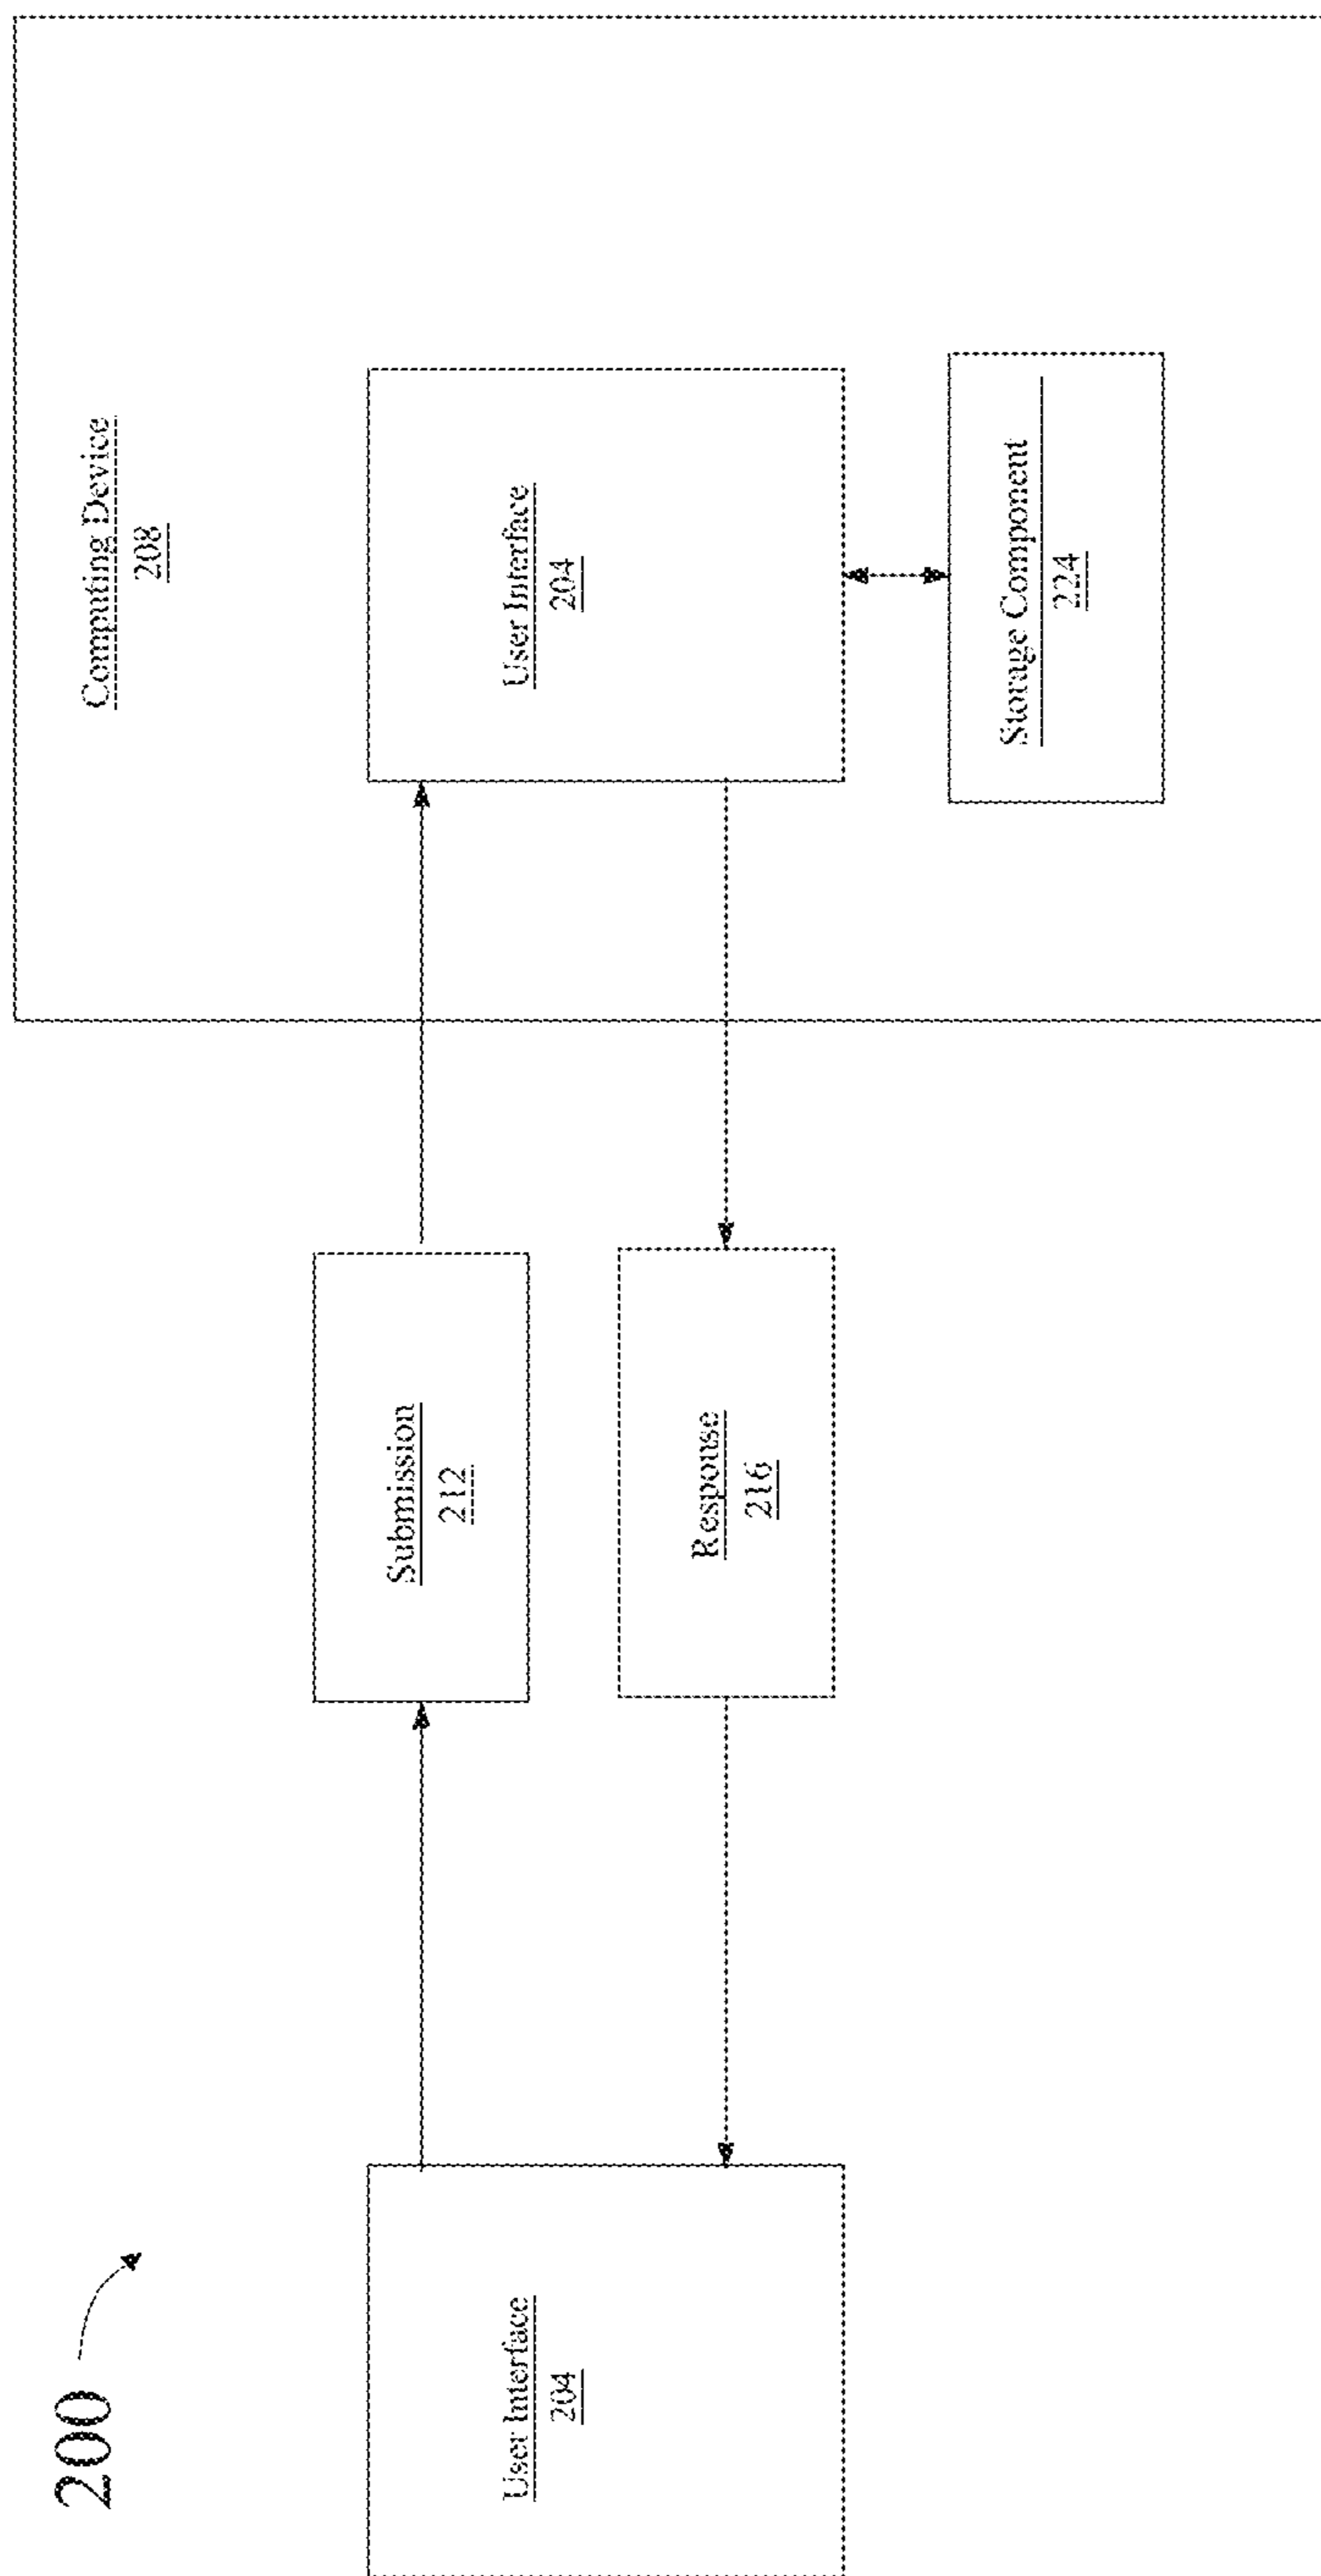 200
Computing Device
208
User Interface
204
Submission
212
User Interface
204
Response
216
Storage Component
224